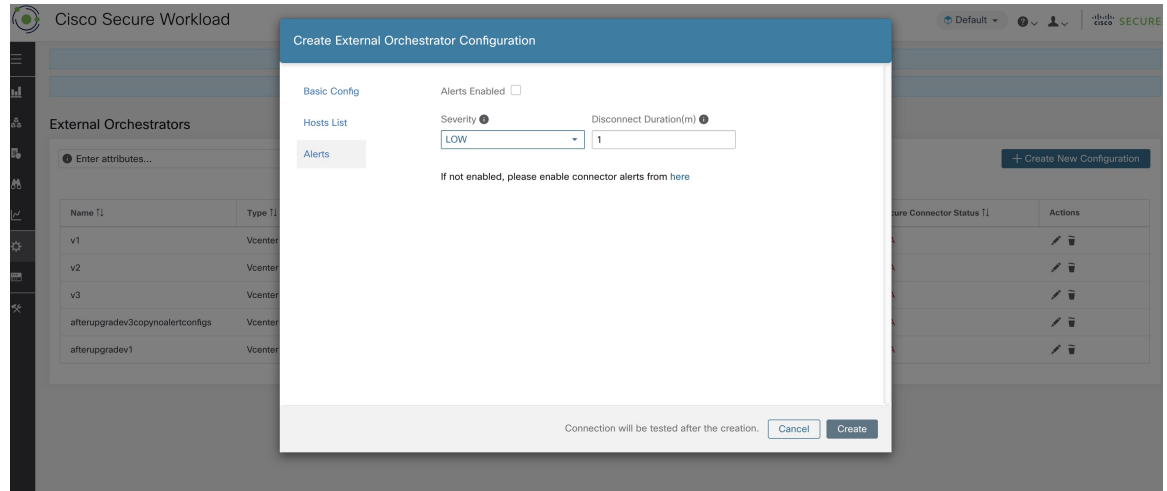 Cisco Secure Workload
Default
cisco SECURE
Create External Orchestrator Configuration
Basic Config
Hosts List
Alerts
Alerts Enabled
Severity
Disconnect Duration(m)
LOW
1
If not enabled, please enable connector alerts from here
External Orchestrators
Enter attributes...
+ Create New Configuration
Name
Type
cure Connector Status
Actions
v1
Vcenter
v2
Vcenter
v3
Vcenter
afterupgradev3copynoalertconfigs
Vcenter
afterupgradev1
Vcenter
Connection will be tested after the creation.
Cancel
Create